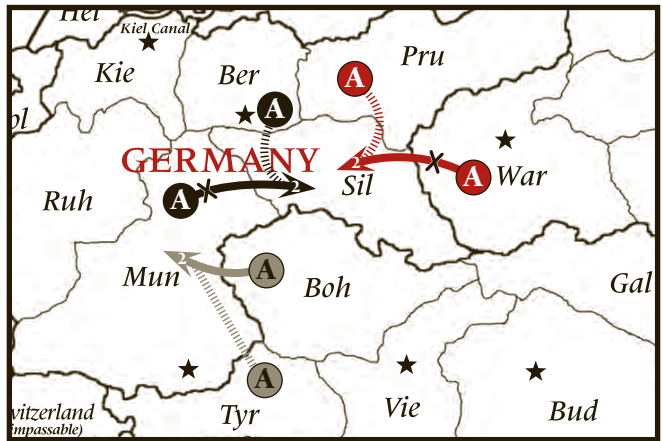 Hel
Kiel Canal
Kie
Ber
Pru
A
A
ol
GERMANY
2
2
Sil
A
War
Ruh
A
2
Mun
A
Boh
Gal
A
Tyr
Vie
Bud
witzerland
impassable)